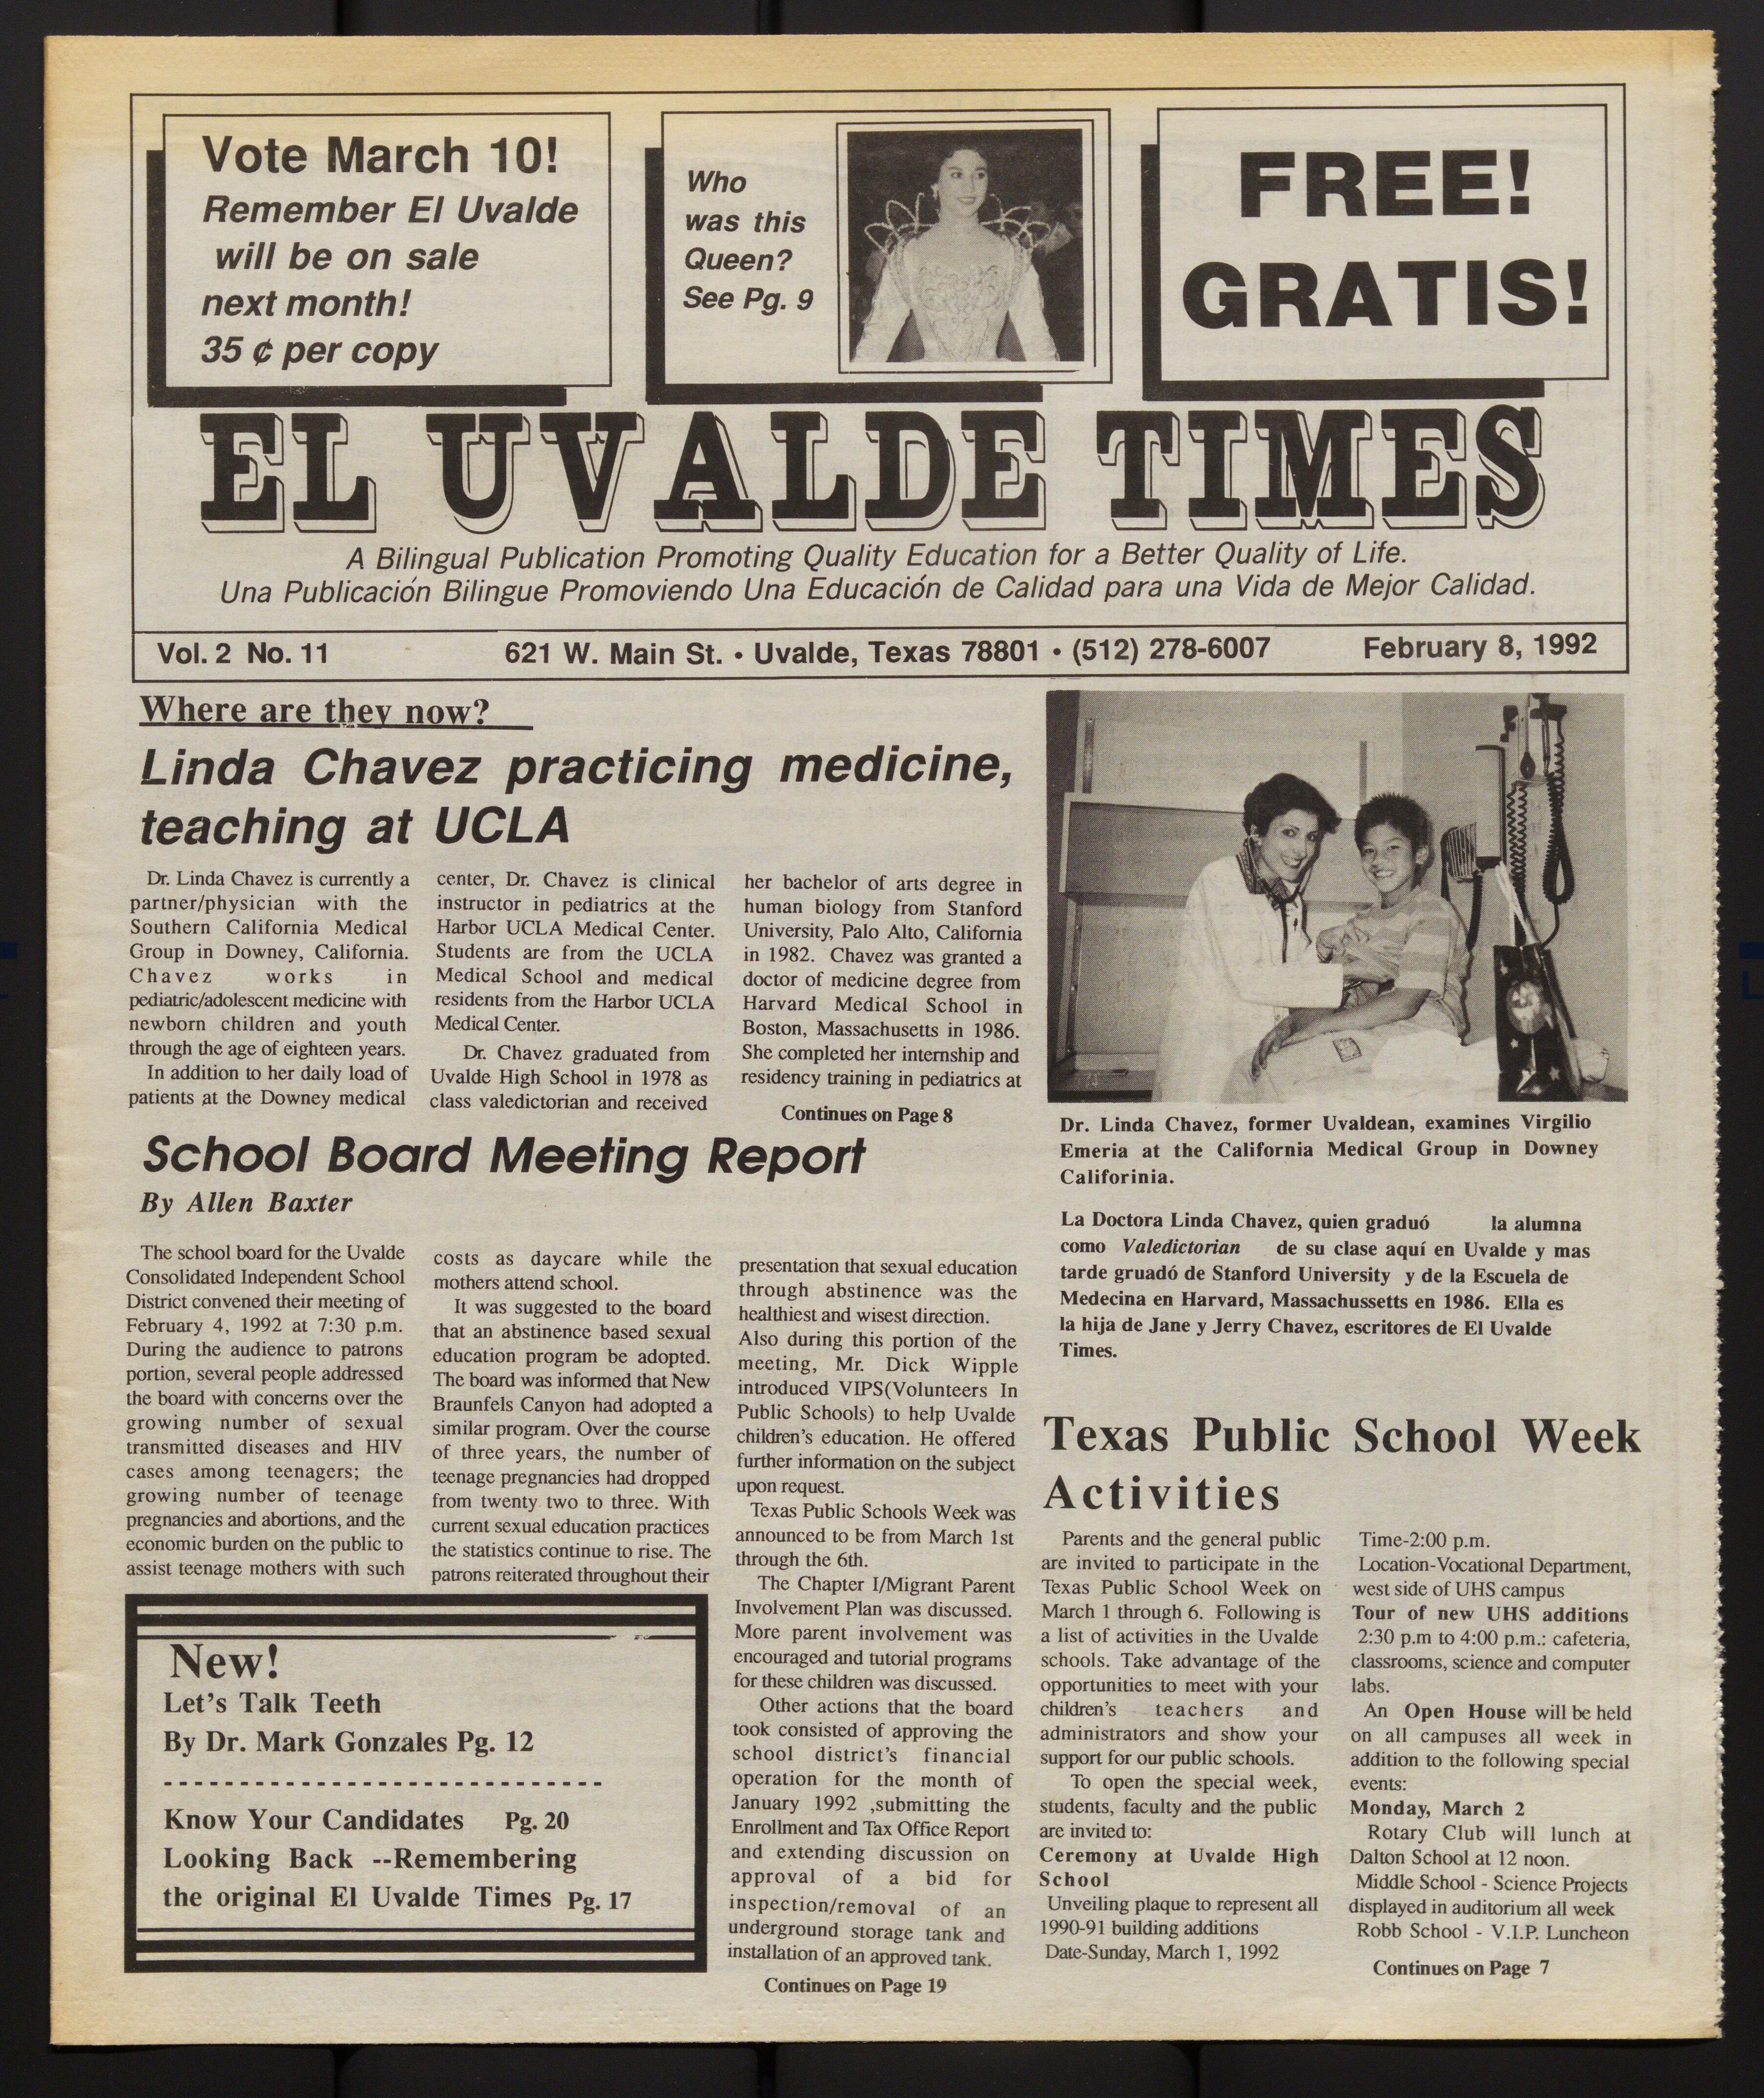 Vote March 10!
Remember El Uvalde
will be on sale
next month!
35 ¢ per copy
Who
was this
Queen?
See Pg. 9
FREE!
GRATIS!
EL UVALDE TIMES
A Bilingual Publication Promoting Quality Education for a Better Quality of Life.
Una Publicación Bilingue Promoviendo Una Educación de Calidad para una Vida de Mejor Calidad.
Vol. 2 No. 11 621 W. Main St. • Uvalde, Texas 78801 • (512) 278-6007 February 8, 1992
Where are they now?
Linda Chavez practicing medicine,
teaching at UCLA
Dr. Linda Chavez is currently a
partner/physician with the
Southern California Medical
Group in Downey, California.
Chavez works in
pediatric/adolescent medicine with
newborn children and youth
through the age of eighteen years.
In addition to her daily load of
patients at the Downey medical
center, Dr. Chavez is clinical
instructor in pediatrics at the
Harbor UCLA Medical Center.
Students are from the UCLA
Medical School and medical
residents from the Harbor UCLA
Medical Center.
Dr. Chavez graduated from
Uvalde High School in 1978 as
class valedictorian and received
her bachelor of arts degree in
human biology from Stanford
University, Palo Alto, California
in 1982. Chavez was granted a
doctor of medicine degree from
Harvard Medical School in
Boston, Massachusetts in 1986.
She completed her internship and
residency training in pediatrics at
Continues on Page 8
Dr. Linda Chavez, former Uvaldean, examines Virgilio
Emeria at the California Medical Group in Downey
Califorinia.
La Doctora Linda Chavez, quien graduó la alumna
como Valedictorian de su clase aquí en Uvalde y mas
tarde gruadó de Stanford University y de la Escuela de
Medecina en Harvard, Massachussetts en 1986. Ella es
la hija de Jane y Jerry Chavez, escritores de El Uvalde
Times.
School Board Meeting Report
By Allen Baxter
The school board for the Uvalde
Consolidated Independent School
District convened their meeting of
February 4, 1992 at 7:30 p.m.
During the audience to patrons
portion, several people addressed
the board with concerns over the
growing number of sexual
transmitted diseases and HIV
cases among teenagers; the
growing number of teenage
pregnancies and abortions, and the
economic burden on the public to
assist teenage mothers with such
costs as daycare while the
mothers attend school.
It was suggested to the board
that an abstinence based sexual
education program be adopted.
The board was informed that New
Braunfels Canyon had adopted a
similar program. Over the course
of three years, the number of
teenage pregnancies had dropped
from twenty two to three. With
current sexual education practices
the statistics continue to rise. The
patrons reiterated throughout their
presentation that sexual education
through abstinence was the
healthiest and wisest direction.
Also during this portion of the
meeting, Mr. Dick Wipple
introduced VIPS(Volunteers In
Public Schools) to help Uvalde
children's education. He offered
further information on the subject
upon request.
Texas Public Schools Week was
announced to be from March 1st
through the 6th.
The Chapter I/Migrant Parent
Involvement Plan was discussed.
More parent involvement was
encouraged and tutorial programs
for these children was discussed.
Other actions that the board
took consisted of approving the
school district's financial
operation for the month of
January 1992 ,submitting the
Enrollment and Tax Office Report
and extending discussion on
approval of a bid for
inspection/removal of an
underground storage tank and
installation of an approved tank.
Continues on Page 19
New!
Let's Talk Teeth
By Dr. Mark Gonzales Pg. 12
- - - - - - - - - - - - - - - - - - - - - - - - - - - - -
Know Your Candidates Pg. 20
Looking Back --Remembering
the original El Uvalde Times Pg. 17
Texas Public School Week
Activities
Parents and the general public
are invited to participate in the
Texas Public School Week on
March 1 through 6. Following is
a list of activities in the Uvalde
schools. Take advantage of the
opportunities to meet with your
children's teachers and
administrators and show your
support for our public schools.
To open the special week,
students, faculty and the public
are invited to:
Ceremony at Uvalde High
School
Unveiling plaque to represent all
1990-91 building additions
Date-Sunday, March 1, 1992
Time-2:00 p.m.
Location-Vocational Department,
west side of UHS campus
Tour of new UHS additions
2:30 p.m to 4:00 p.m.: cafeteria,
classrooms, science and computer
labs.
An Open House will be held
on all campuses all week in
addition to the following special
events:
Monday, March 2
Rotary Club will lunch at
Dalton School at 12 noon.
Middle School - Science Projects
displayed in auditorium all week
Robb School - V.I.P. Luncheon
Continues on Page 7